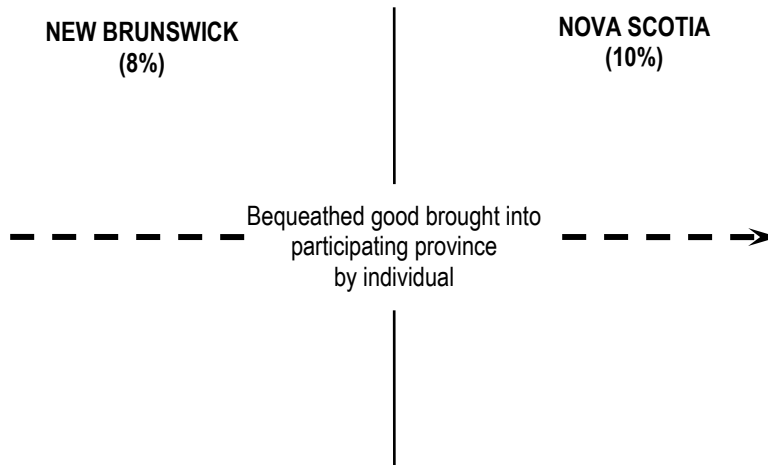 NEW BRUNSWICK
(8%)
NOVA SCOTIA
(10%)
Bequeathed good brought into
participating province
by individual